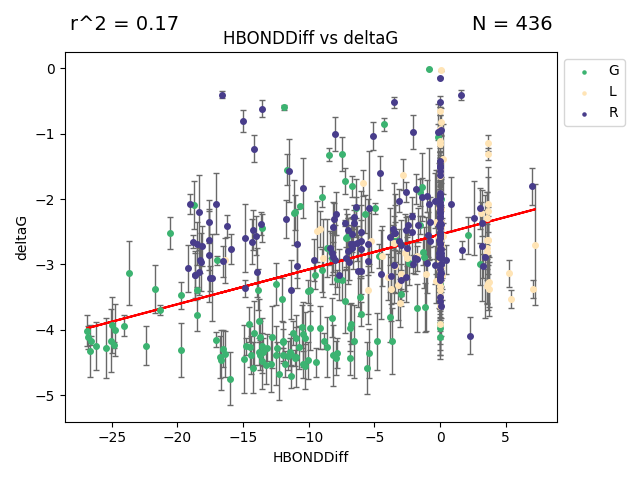 r^2 = 0.17
N = 436
HBONDDiff vs deltaG
G
L
R
deltaG
0
−1
−2
−3
−4
−5
−25
−20
−15
−10
−5
0
5
HBONDDiff